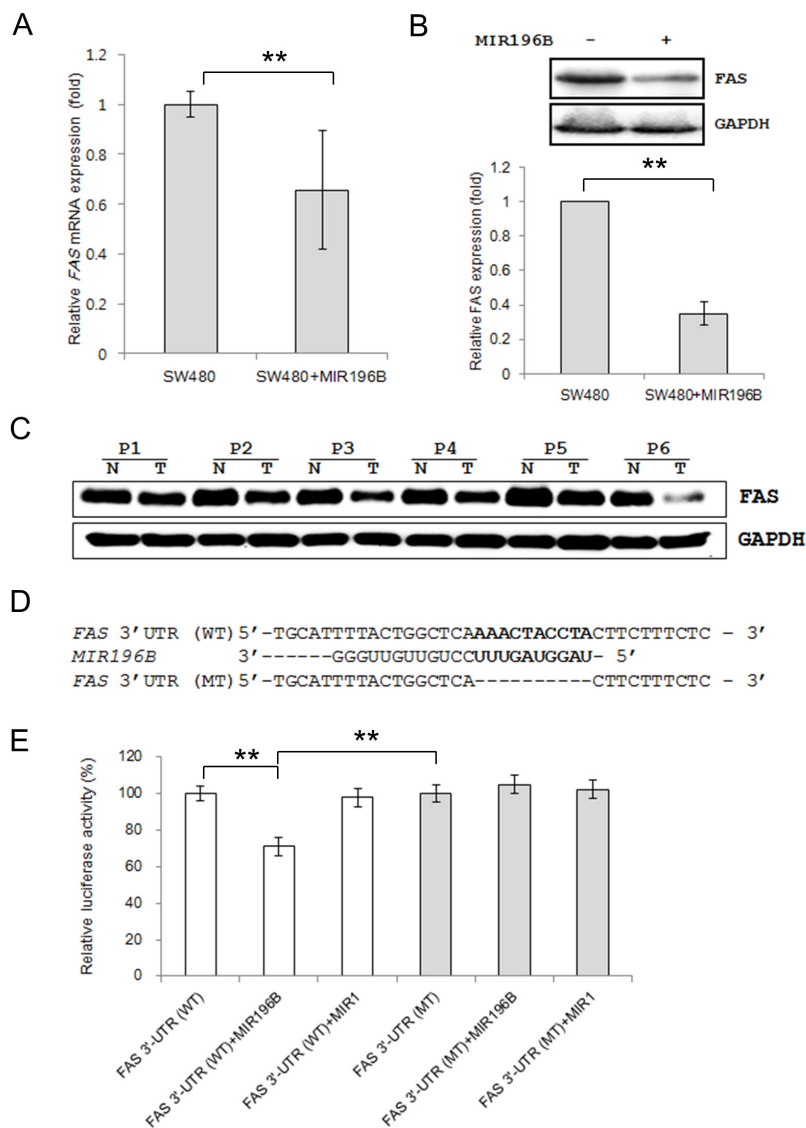 A
Relative FAS mRNA expression (fold)
1.2
1
0.8
0.6
0.4
0.2
0
**
SW480
SW480+MIR196B
B
MIR196B - +
FAS
GAPDH
Relative FAS expression (fold)
1.2
1
0.8
0.6
0.4
0.2
0
**
SW480
SW480+MIR196B
C
P1 P2 P3 P4 P5 P6
N T N T N T N T N T N T
FAS
GAPDH
D
FAS 3′UTR (WT) 5′-TGCATTTTACTGGCTCAAAACTACCTACTTCTTTCTC - 3′
MIR196B 3′------GGGUUGUUGUCCUUUGAUGGAU- 5′
FAS 3′UTR (MT) 5′-TGCATTTTACTGGCTCA----------CTTCTTTCTC - 3′
E
Relative luciferase activity (%)
120
100
80
60
40
20
0
**
**
FAS 3'-UTR (WT)
FAS 3'-UTR (WT)+MIR196B
FAS 3'-UTR (WT)+MIR1
FAS 3'-UTR (MT)
FAS 3'-UTR (MT)+MIR196B
FAS 3'-UTR (MT)+MIR1